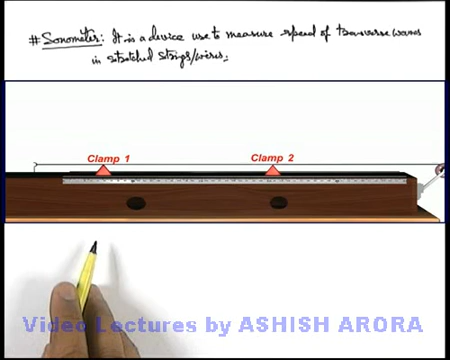 # Sonometer: It is a device use to measure speed of transverse waves
in stretched strings/wires:
Clamp 1
Clamp 2
Video Lectures by ASHISH ARORA